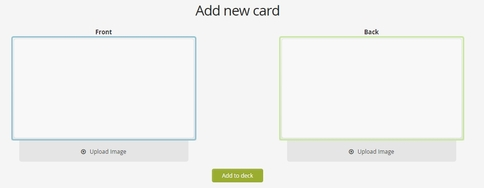 Add new card
Front
Back
Upload Image
Upload Image
Add to deck